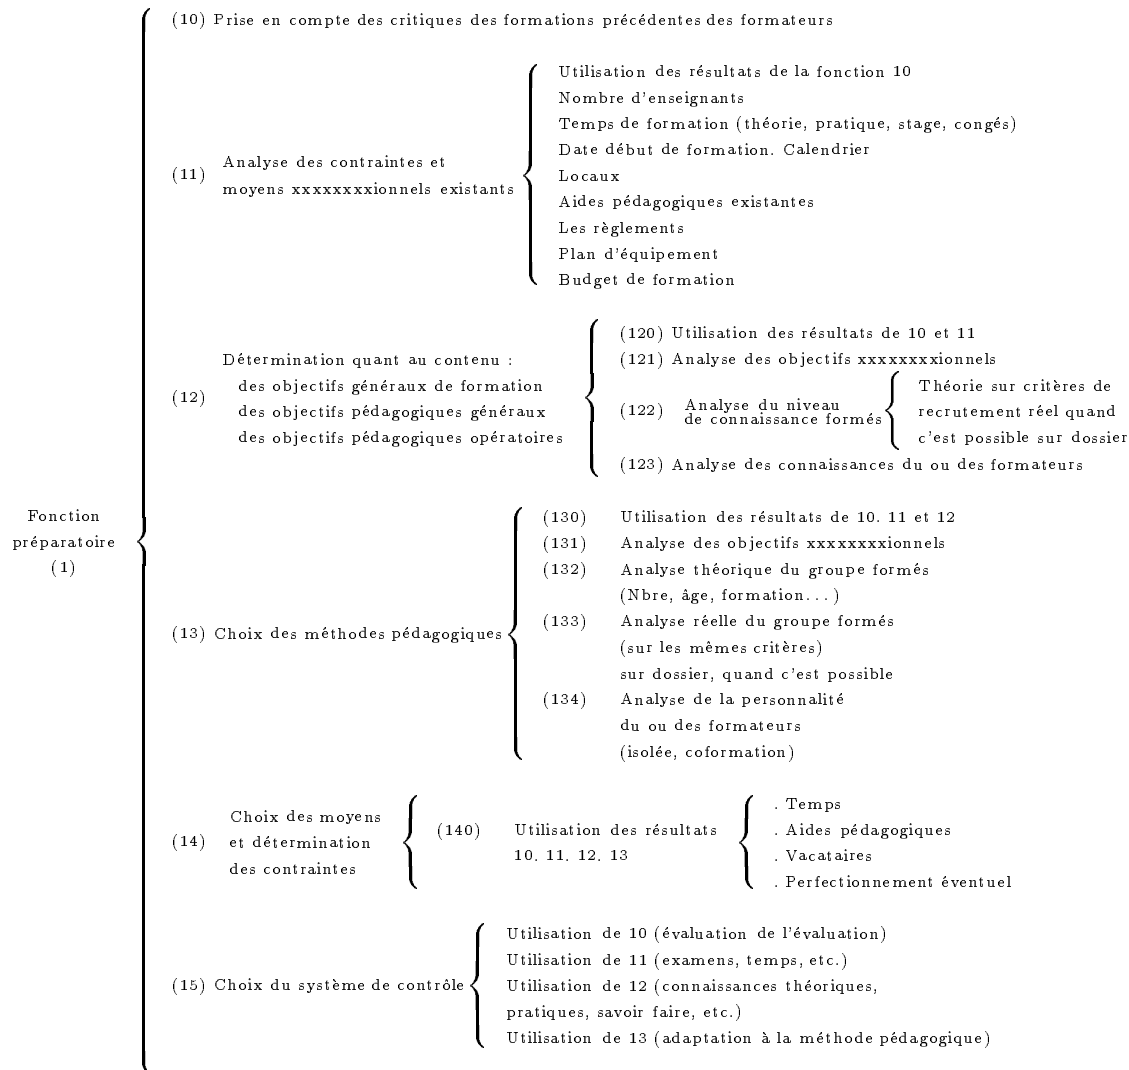 (10) Prise en compte des critiques des formations précédentes des formateurs
Utilisation des résultats de la fonction 10
Nombre d'enseignants
Temps de formation (théorie, pratique, stage, congés)
Date début de formation. Calendrier
(11) Analyse des contraintes et
moyens xxxxxxxxionnels existants
Locaux
Aides pédagogiques existantes
Les règlements
Plan d'équipement
Budget de formation
(12) Détermination quant au contenu :
des objectifs généraux de formation
des objectifs pédagogiques généraux
des objectifs pédagogiques opératoires
(120) Utilisation des résultats de 10 et 11
(121) Analyse des objectifs xxxxxxxxionnels
(122) Analyse du niveau
de connaissance formés
Théorie sur critères de
recrutement réel quand
c'est possible sur dossier
(123) Analyse des connaissances du ou des formateurs
Fonction
préparatoire
(1)
(13) Choix des méthodes pédagogiques
(130) Utilisation des résultats de 10. 11 et 12
(131) Analyse des objectifs xxxxxxxxionnels
(132) Analyse théorique du groupe formés
(Nbre, âge, formation...)
(133) Analyse réelle du groupe formés
(sur les mêmes critères)
sur dossier, quand c'est possible
(134) Analyse de la personnalité
du ou des formateurs
(isolée, coformation)
(14) Choix des moyens
et détermination
des contraintes
(140) Utilisation des résultats
10. 11. 12. 13
. Temps
. Aides pédagogiques
. Vacataires
. Perfectionnement éventuel
(15) Choix du système de contrôle
Utilisation de 10 (évaluation de l'évaluation)
Utilisation de 11 (examens, temps, etc.)
Utilisation de 12 (connaissances théoriques,
pratiques, savoir faire, etc.)
Utilisation de 13 (adaptation à la méthode pédagogique)